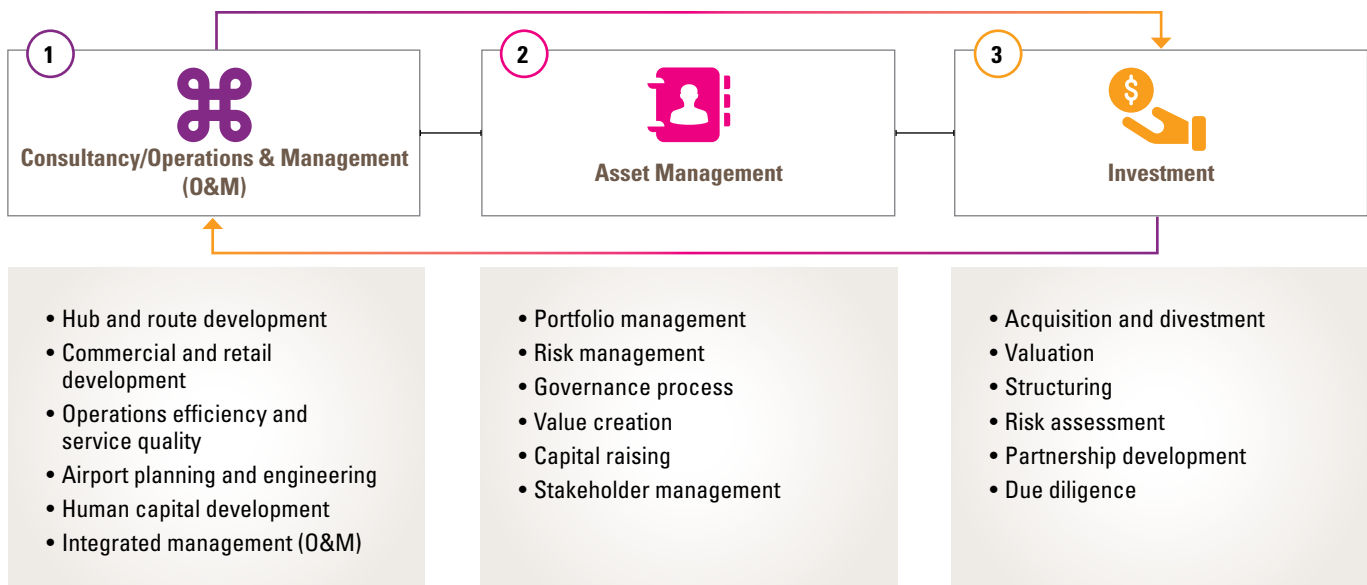 1
Consultancy/Operations & Management
(O&M)
2
Asset Management
3
$
Investment
• Hub and route development
• Commercial and retail
development
• Operations efficiency and
service quality
• Airport planning and engineering
• Human capital development
• Integrated management (O&M)
• Portfolio management
• Risk management
• Governance process
• Value creation
• Capital raising
• Stakeholder management
• Acquisition and divestment
• Valuation
• Structuring
• Risk assessment
• Partnership development
• Due diligence